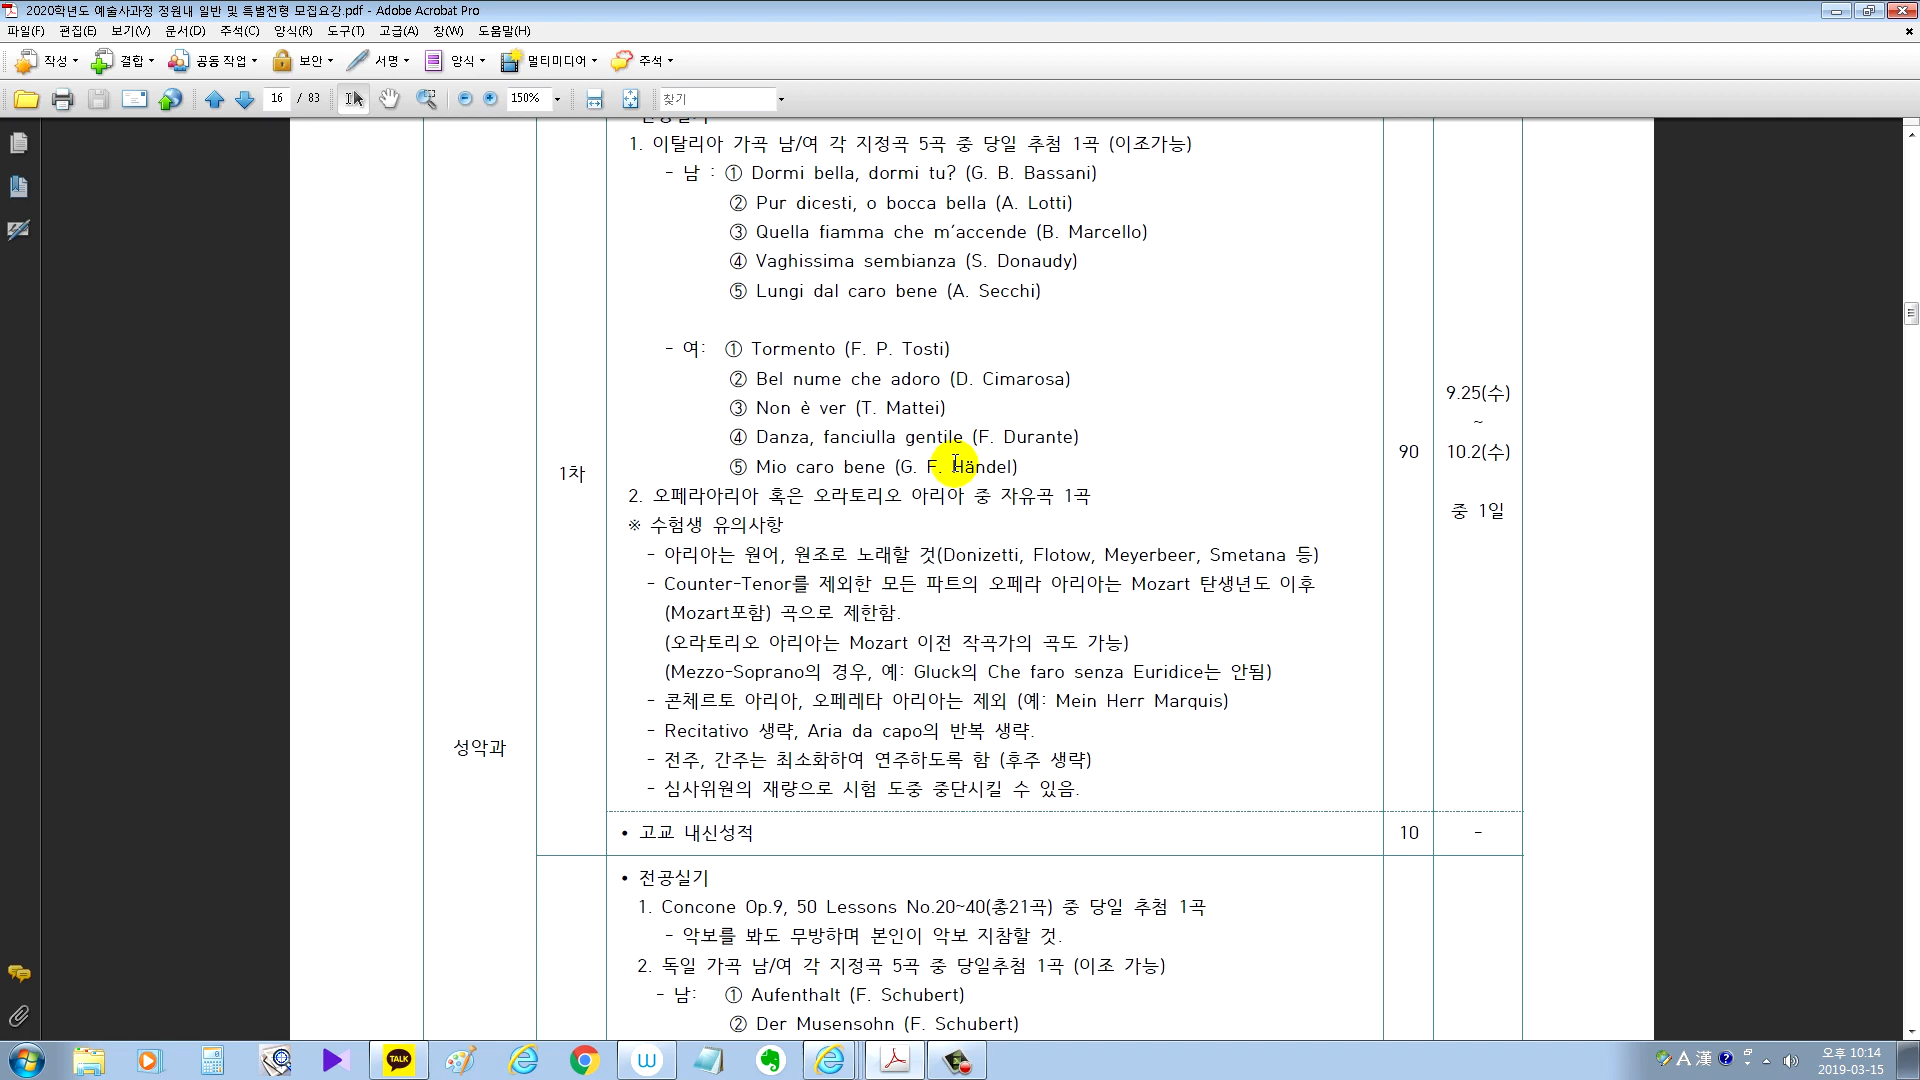 2020학년도 예술사과정 정원내 일반 및 특별전형 모집요강.pdf - Adobe Acrobat Pro
파일(F) 편집(E) 보기(V) 문서(D) 주석(C) 양식(R) 도구(T) 고급(A) 창(W) 도움말(H)
작성 결합 공동 작업 보안 서명 양식 멀티미디어 주석
16 / 83 150% 찾기
1. 이탈리아 가곡 남/여 각 지정곡 5곡 중 당일 추첨 1곡 (이조가능)
- 남 : ① Dormi bella, dormi tu? (G. B. Bassani)
② Pur dicesti, o bocca bella (A. Lotti)
③ Quella fiamma che m'accende (B. Marcello)
④ Vaghissima sembianza (S. Donaudy)
⑤ Lungi dal caro bene (A. Secchi)
- 여: ① Tormento (F. P. Tosti)
② Bel nume che adoro (D. Cimarosa)
③ Non è ver (T. Mattei)
④ Danza, fanciulla gentile (F. Durante)
⑤ Mio caro bene (G. F. Händel)
2. 오페라아리아 혹은 오라토리오 아리아 중 자유곡 1곡
※ 수험생 유의사항
- 아리아는 원어, 원조로 노래할 것(Donizetti, Flotow, Meyerbeer, Smetana 등)
- Counter-Tenor를 제외한 모든 파트의 오페라 아리아는 Mozart 탄생년도 이후
(Mozart포함) 곡으로 제한함.
(오라토리오 아리아는 Mozart 이전 작곡가의 곡도 가능)
(Mezzo-Soprano의 경우, 예: Gluck의 Che faro senza Euridice는 안됨)
- 콘체르토 아리아, 오페레타 아리아는 제외 (예: Mein Herr Marquis)
- Recitativo 생략, Aria da capo의 반복 생략.
- 전주, 간주는 최소화하여 연주하도록 함 (후주 생략)
- 심사위원의 재량으로 시험 도중 중단시킬 수 있음.
1차
90
9.25(수)
~
10.2(수)
중 1일
성악과
• 고교 내신성적 10 -
• 전공실기
1. Concone Op.9, 50 Lessons No.20~40(총21곡) 중 당일 추첨 1곡
- 악보를 봐도 무방하며 본인이 악보 지참할 것.
2. 독일 가곡 남/여 각 지정곡 5곡 중 당일추첨 1곡 (이조 가능)
- 남: ① Aufenthalt (F. Schubert)
② Der Musensohn (F. Schubert)
TALK
A 漢
오후 10:14
2019-03-15